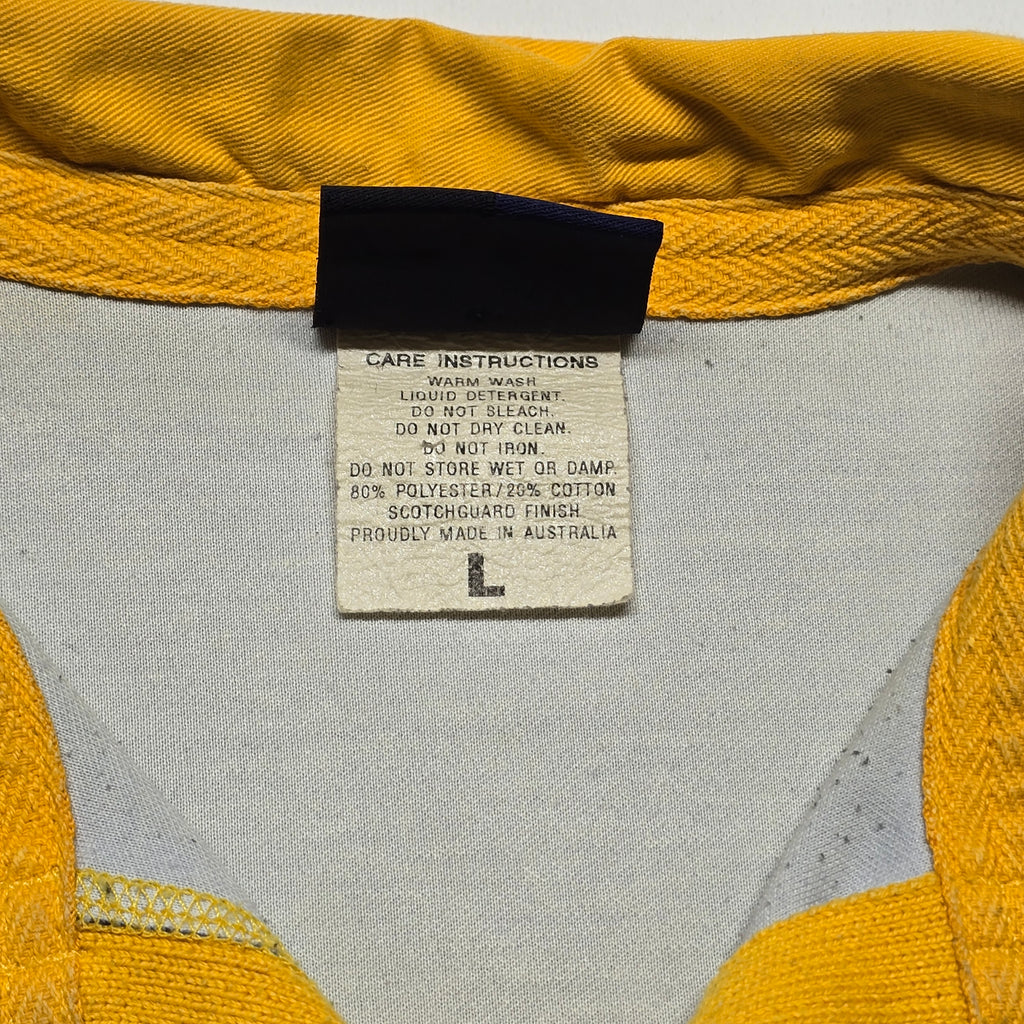 CARE INSTRUCTIONS
WARM WASH
LIQUID DETERGENT.
DO NOT BLEACH.
DO NOT DRY CLEAN.
DO NOT IRON.
DO NOT STORE WET OR DAMP.
80% POLYESTER/20% COTTON
SCOTCHGUARD FINISH
PROUDLY MADE IN AUSTRALIA
L